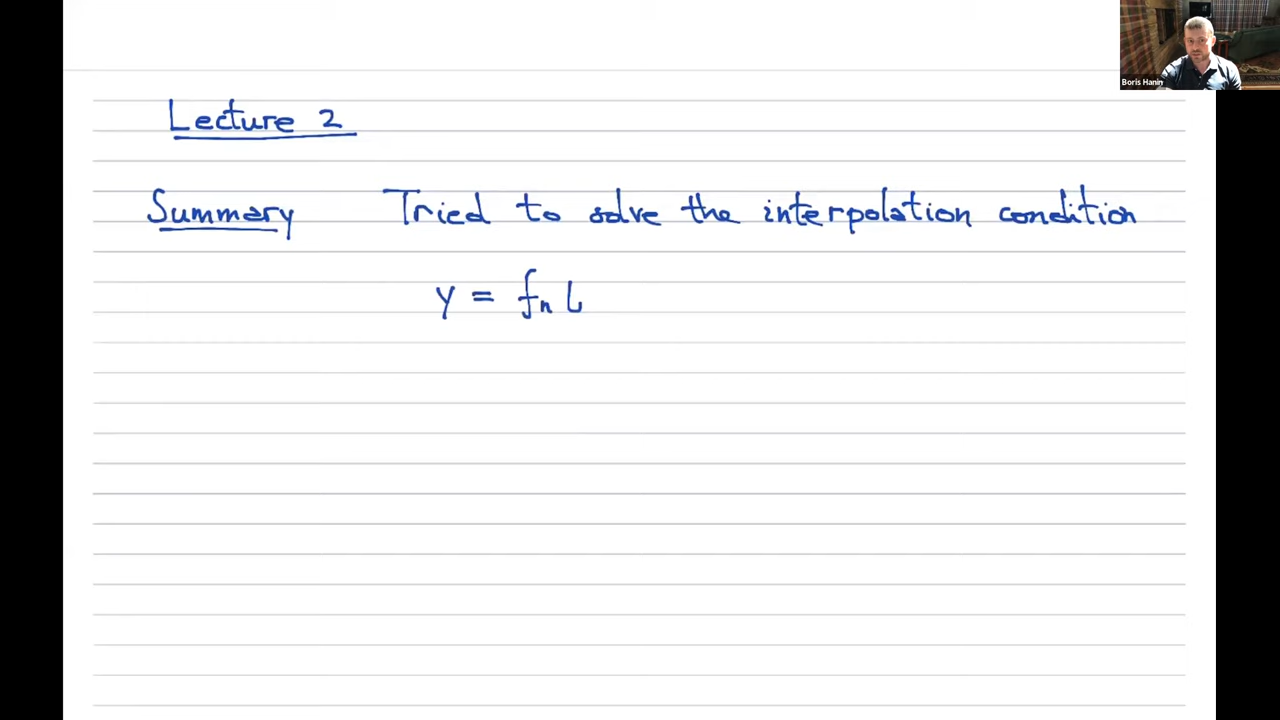 Boris Hanin
Lecture 2
Summary Tried to solve the interpolation condition
y = fn